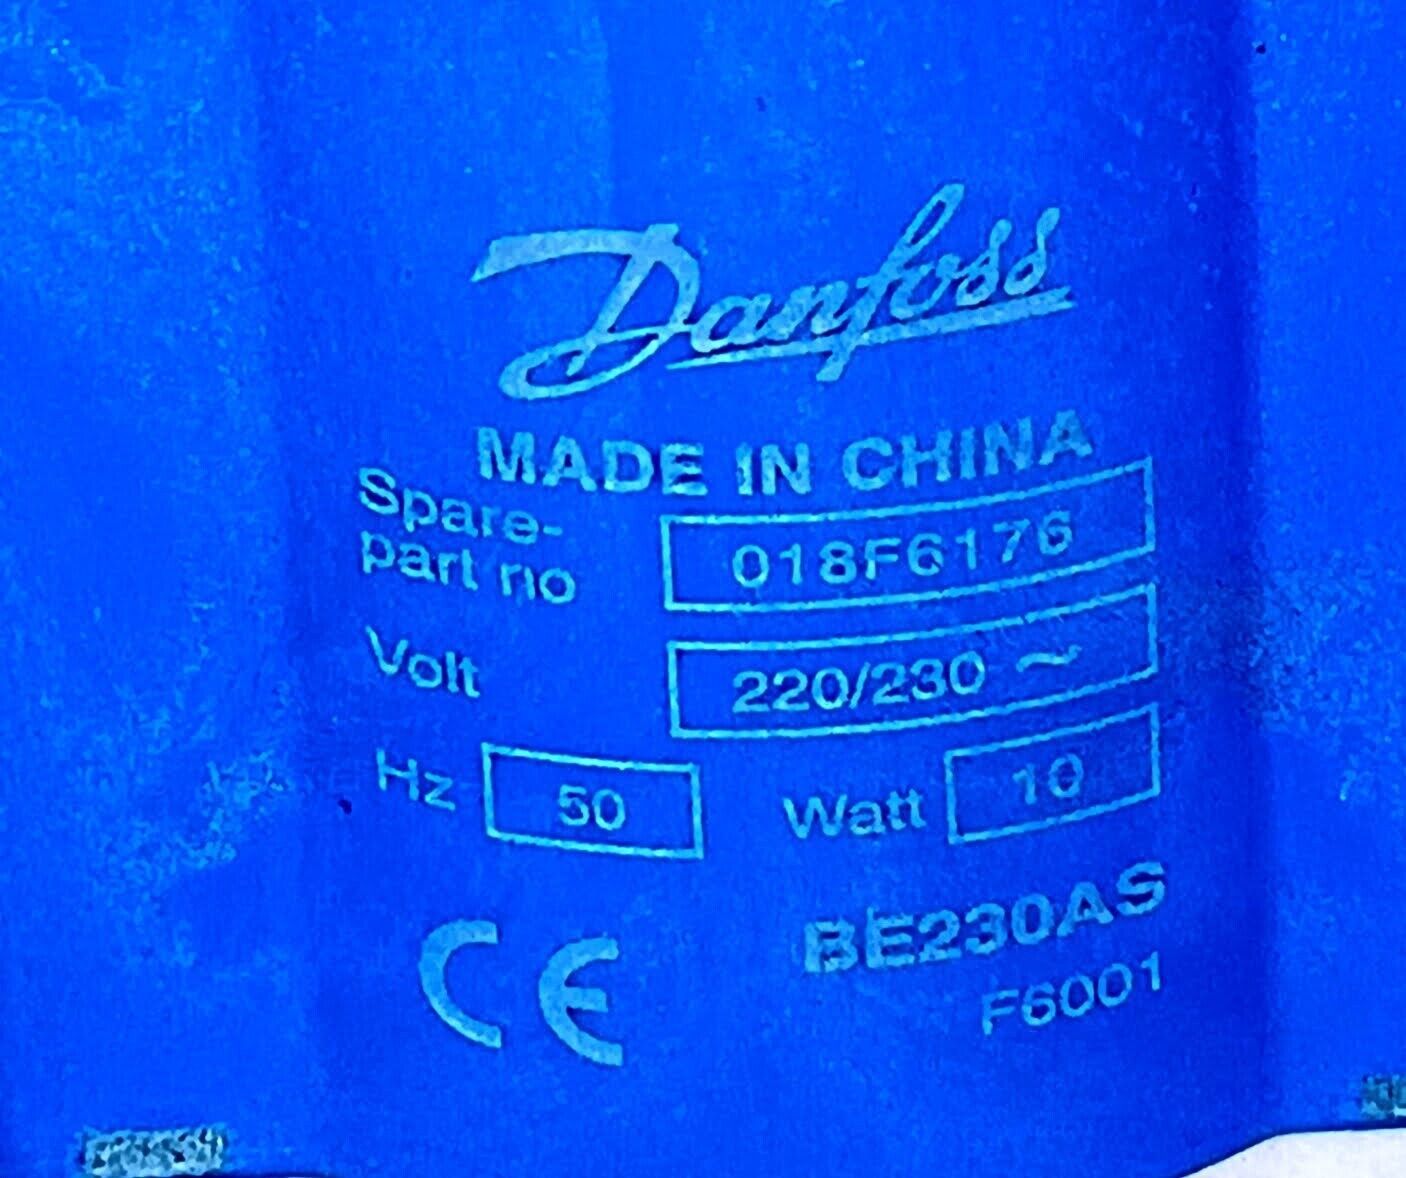 Danfoss
MADE IN CHINA
Spare-
part no 018F6176
Volt 220/230 ~
Hz 50 Watt 10
CE BE230AS
F6001